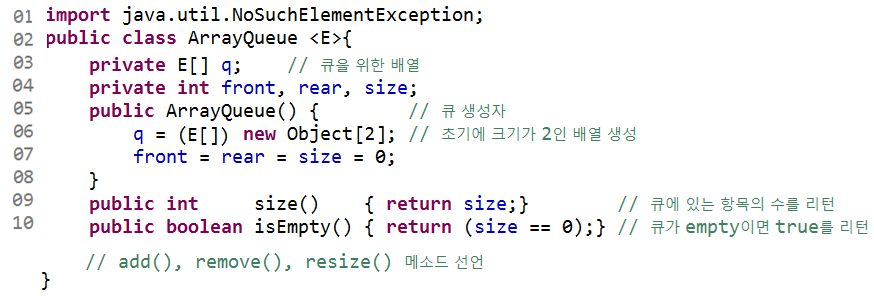 01 import java.util.NoSuchElementException;
02 public class ArrayQueue <E>{
03 private E[] q; // 큐을 위한 배열
04 private int front, rear, size;
05 public ArrayQueue() { // 큐 생성자
06 q = (E[]) new Object[2]; // 초기에 크기가 2인 배열 생성
07 front = rear = size = 0;
08 }
09 public int size() { return size;} // 큐에 있는 항목의 수를 리턴
10 public boolean isEmpty() { return (size == 0);} // 큐가 empty이면 true를 리턴
// add(), remove(), resize() 메소드 선언
}